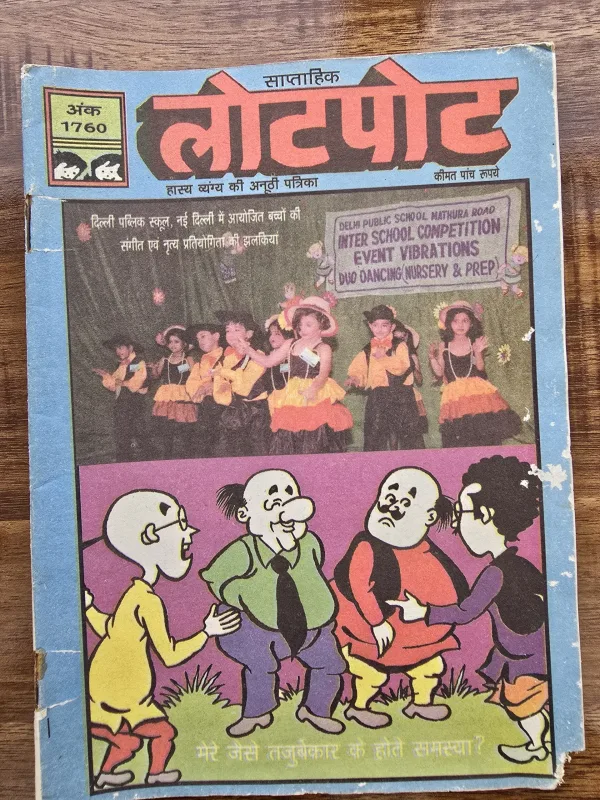 साप्ताहिक
अंक
1760
लोटपोट
हास्य व्यंग्य की अनूठी पत्रिका
कीमत पांच रूपये
दिल्ली पब्लिक स्कूल, नई दिल्ली में आयोजित बच्चों की
संगीत एवं नृत्य प्रतियोगिता की झलकियां
DELHI PUBLIC SCHOOL MATHURA ROAD
INTER SCHOOL COMPETITION
EVENT VIBRATIONS
DUO DANCING (NURSERY & PREP)
मेरे जैसे तजुबेकार के होते समस्या?